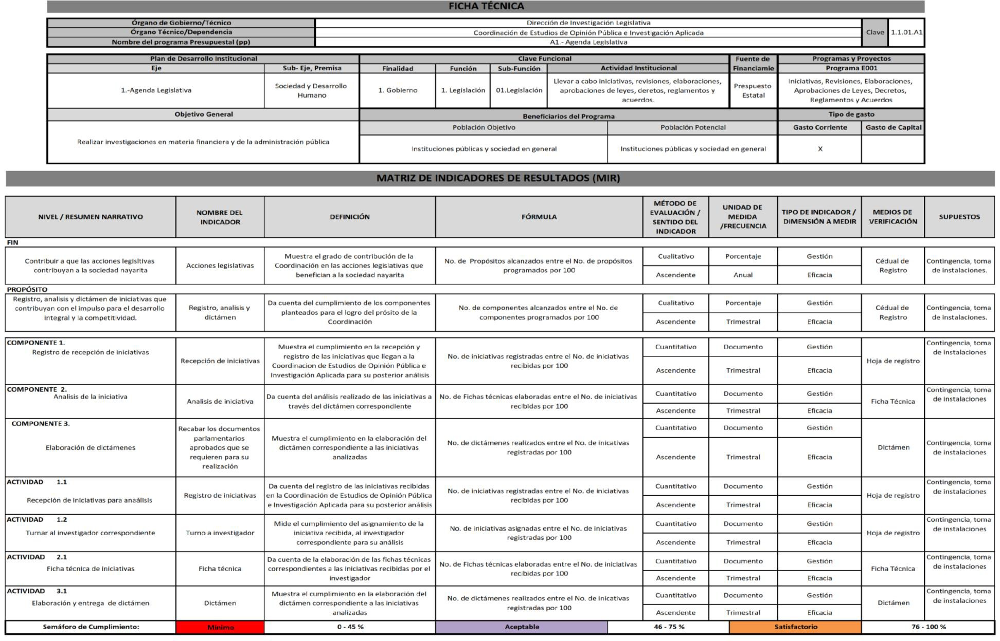 FICHA TÉCNICA
Órgano de Gobierno/Técnico
Dirección de Investigación Legislativa
Clave
1.1.01.A1
Órgano Técnico/Dependencia
Coordinación de Estudios de Opinión Pública e Investigación Aplicada
Nombre del programa Presupuestal (pp)
A1.- Agenda Legislativa
Plan de Desarrollo Institucional
Clave Funcional
Fuente de
Financiamie
Programas y Proyectos
Eje
Sub- Eje, Premisa
Finalidad
Función
Sub-Función
Actividad Institucional
Programa E001
1.-Agenda Legislativa
Sociedad y Desarrollo
Humano
1. Gobierno
1. Legislación
01.Legislación
Llevar a cabo iniciativas, revisiones, elaboraciones,
aprobaciones de leyes, deretos, reglamentos y
acuerdos.
Prespuesto
Estatal
Iniciativas, Revisiones, Elaboraciones,
Aprobaciones de Leyes, Decretos,
Reglamentos y Acuerdos
Objetivo General
Beneficiarios del Programa
Tipo de gasto
Población Objetivo
Población Potencial
Gasto Corriente
Gasto de Capital
Realizar investigaciones en materia financiera y de la administración pública
Instituciones públicas y sociedad en general
Instituciones públicas y sociedad en general
X
MATRIZ DE INDICADORES DE RESULTADOS (MIR)
NIVEL / RESUMEN NARRATIVO
NOMBRE DEL
INDICADOR
DEFINICIÓN
FÓRMULA
MÉTODO DE
EVALUACIÓN /
SENTIDO DEL
INDICADOR
UNIDAD DE
MEDIDA
/FRECUENCIA
TIPO DE INDICADOR /
DIMENSIÓN A MEDIR
MEDIOS DE
VERIFICACIÓN
SUPUESTOS
FIN
Contribuir a que las acciones legisltivas
contribuyan a la sociedad nayarita
Acciones legislativas
Muestra el grado de contribución de la
Coordinación en las acciones legislativas que
benefician a la sociedad nayarita
No. de Propósitos alcanzados entre el No. de propósitos
programados por 100
Cualitativo
Porcentaje
Gestión
Ascendente
Anual
Eficacia
Cédual de
Registro
Contingencia, toma
de instalaciones.
PROPÓSITO
Registro, analisis y dictámen de iniciativas que
contribuyan con el impulso para el desarrollo
integral y la competitividad.
Registro, analisis y
dictámen
Da cuenta del cumplimiento de los componentes
planteados para el logro del prósito de la
Coordinación
No. de componentes alcanzados entre el No. de
componentes programados por 100
Cualitativo
Porcentaje
Gestión
Ascendente
Trimestral
Eficacia
Cédual de
Registro
Contingencia, toma
de instalaciones.
COMPONENTE 1.
Registro de recepción de iniciativas
Recepción de iniciativas
Muestra el cumplimiento en la recepción y
registro de las iniciativas que llegan a la
Coordinacion de Estudios de Opinión Pública e
Investigación Aplicada para su posterior análisis
No. de iniciativas registradas entre el No. de iniciativas
recibidas por 100
Cuantitativo
Documento
Gestión
Ascendente
Trimestral
Eficacia
Hoja de registro
Contingencia, toma
de instalaciones
COMPONENTE 2.
Analisis de la iniciativa
Analisis de iniciativa
Da cuenta del análisis realizado de las iniciativas a
través del dictámen correspondiente
No. de Fichas técnicas elaboradas entre el No. de iniciativas
recibidas por 100
Cuantitativo
Documento
Gestión
Ascendente
Trimestral
Eficacia
Ficha Técnica
Contingencia, toma
de instalaciones
COMPONENTE 3.
Elaboración de dictámenes
Recabar los documentos
parlamentarios
aprobados que se
requieren para su
realización
Muestra el cumplimiento en la elaboración del
dictámen correspondiente a las iniciativas
analizadas
No. de dictámenes realizados entre el No. de inicativas
registradas por 100
Cuantitativo
Documento
Gestión
Ascendente
Trimestral
Eficacia
Dictámen
Contingencia, toma
de instalaciones
ACTIVIDAD 1.1
Recepción de iniciativas para anaálisis
Registro de iniciativas
Da cuenta del registro de las iniciativas recibidas
en la Coordinación de Estudios de Opinión Pública
e Investigación Aplicada para su posterior análisis
No. de iniciativas registradas entre el No. de iniciativas
recibidas por 100
Cuantitativo
Documento
Gestión
Ascendente
Trimestral
Eficacia
Hoja de registro
Contingencia, toma
de instalaciones
ACTIVIDAD 1.2
Turnar al investigador correspondiente
Turno a investigador
Mide el cumplimiento del asignamiento de la
iniciativa recibida, al investigador
correspondiente para su análisis
No. de iniciativas asignadas entre el No. de iniciativas
registradas por 100
Cuantitativo
Documento
Gestión
Ascendente
Trimestral
Eficacia
Hoja de registro
Contingencia, toma
de instalaciones
ACTIVIDAD 2.1
Ficha técnica de iniciativas
Ficha técnica
Da cuenta de la elaboración de las fichas técnicas
correspondientes a las iniciativas recibidas por el
investigador
No. de Fichas técnicas elaboradas entre el No. de iniciativas
recibidas por 100
Cuantitativo
Documento
Gestión
Ascendente
Trimestral
Eficacia
Ficha Técnica
Contingencia, toma
de instalaciones
ACTIVIDAD 3.1
Elaboración y entrega de dictámen
Dictámen
Muestra el cumplimiento en la elaboración del
dictámen correspondiente a las iniciativas
analizadas
No. de dictámenes realizados entre el No. de inicativas
registradas por 100
Cuantitativo
Documento
Gestión
Ascendente
Trimestral
Eficacia
Dictámen
Contingencia, toma
de instalaciones
Semáforo de Cumplimiento:
Mínimo
0 - 45 %
Aceptable
46 - 75 %
Satisfactorio
76 - 100 %